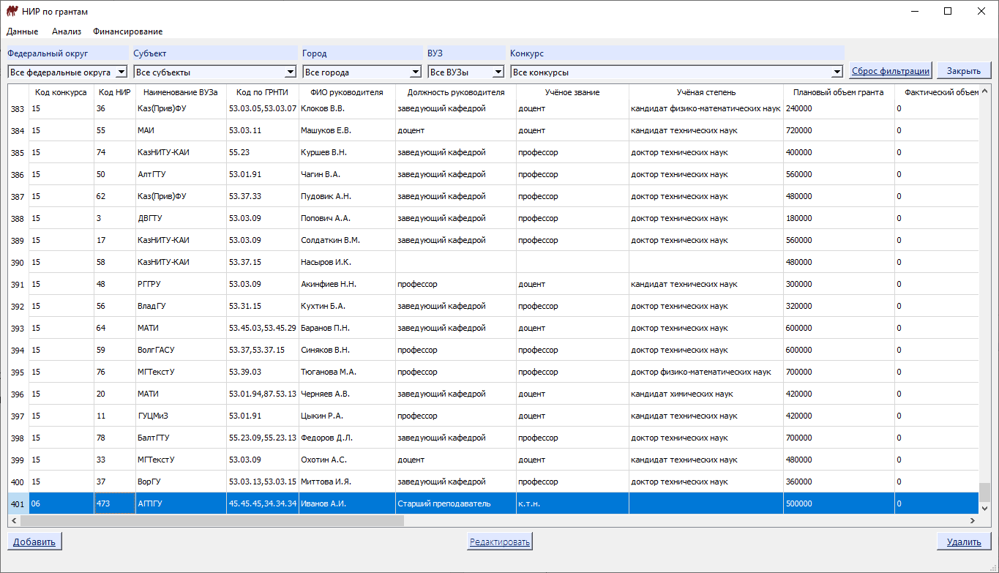 НИР по грантам
Данные Анализ Финансирование
Федеральный округ Субъект Город ВУЗ Конкурс
Все федеральные округа Все субъекты Все города Все ВУЗы Все конкурсы Сброс фильтрации Закрыть
Код конкурса Код НИР Наименование ВУЗа Код по ГРНТИ ФИО руководителя Должность руководителя Учёное звание Учёная степень Плановый объем гранта Фактический объем
383 15 36 Каз(Прив)ФУ 53.03.05,53.03.07 Клоков В.В. заведующий кафедрой доцент кандидат физико-математических наук 240000 0
384 15 55 МАИ 53.03.11 Машуков Е.В. доцент доцент кандидат технических наук 720000 0
385 15 74 КазНИТУ-КАИ 55.23 Куршев В.Н. заведующий кафедрой профессор доктор технических наук 400000 0
386 15 50 АлтГТУ 53.01.91 Чагин В.А. заведующий кафедрой профессор доктор технических наук 560000 0
387 15 62 Каз(Прив)ФУ 53.37.33 Пудовик А.Н. заведующий кафедрой профессор доктор технических наук 480000 0
388 15 3 ДВГТУ 53.03.09 Попович А.А. заведующий кафедрой профессор доктор технических наук 180000 0
389 15 17 КазНИТУ-КАИ 53.03.09 Солдаткин В.М. заведующий кафедрой профессор доктор технических наук 560000 0
390 15 58 КазНИТУ-КАИ 53.37.15 Насыров И.К. 480000 0
391 15 48 РГГРУ 53.03.09 Акинфиев Н.Н. профессор доцент кандидат технических наук 300000 0
392 15 56 ВладГУ 53.31.15 Кухтин Б.А. заведующий кафедрой профессор доктор технических наук 320000 0
393 15 64 МАТИ 53.45.03,53.45.29 Баранов П.Н. заведующий кафедрой доцент доктор технических наук 600000 0
394 15 59 ВолгГАСУ 53.37,53.37.15 Синяков В.Н. профессор профессор доктор технических наук 600000 0
395 15 76 МГТекстУ 53.39.03 Тюганова М.А. профессор профессор доктор физико-математических наук 700000 0
396 15 20 МАТИ 53.01.94,87.53.13 Черняев А.В. заведующий кафедрой доцент кандидат химических наук 420000 0
397 15 11 ГУЦМиЗ 53.01.91 Цыкин Р.А. профессор доцент кандидат технических наук 420000 0
398 15 78 БалтГТУ 55.23.09,55.23.13 Федоров Д.Л. заведующий кафедрой профессор доктор технических наук 700000 0
399 15 33 МГТекстУ 53.03.09 Охотин А.С. доцент доцент кандидат технических наук 480000 0
400 15 37 ВорГУ 53.03.13,53.03.15 Миттова И.Я. заведующий кафедрой профессор доктор технических наук 360000 0
401 06 473 АГПГУ 45.45.45,34.34.34 Иванов А.И. Старший преподаватель к.т.н. 500000 0
Добавить Редактировать Удалить